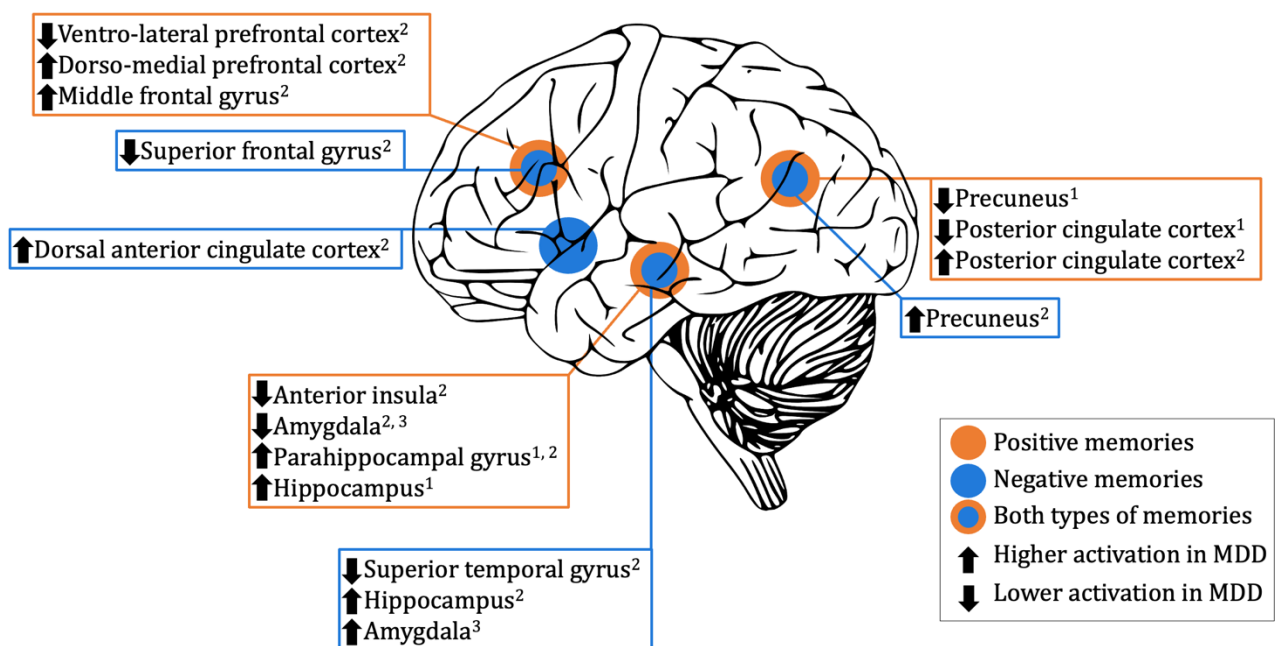 ⬇Ventro-lateral prefrontal cortex²
⬆Dorso-medial prefrontal cortex²
⬆Middle frontal gyrus²
⬇Superior frontal gyrus²
⬆Dorsal anterior cingulate cortex²
⬇Precuneus¹
⬇Posterior cingulate cortex¹
⬆Posterior cingulate cortex²
⬆Precuneus²
⬇Anterior insula²
⬇Amygdala²,³
⬆Parahippocampal gyrus¹,²
⬆Hippocampus¹
⬇Superior temporal gyrus²
⬆Hippocampus²
⬆Amygdala³
Positive memories
Negative memories
Both types of memories
⬆ Higher activation in MDD
⬇ Lower activation in MDD